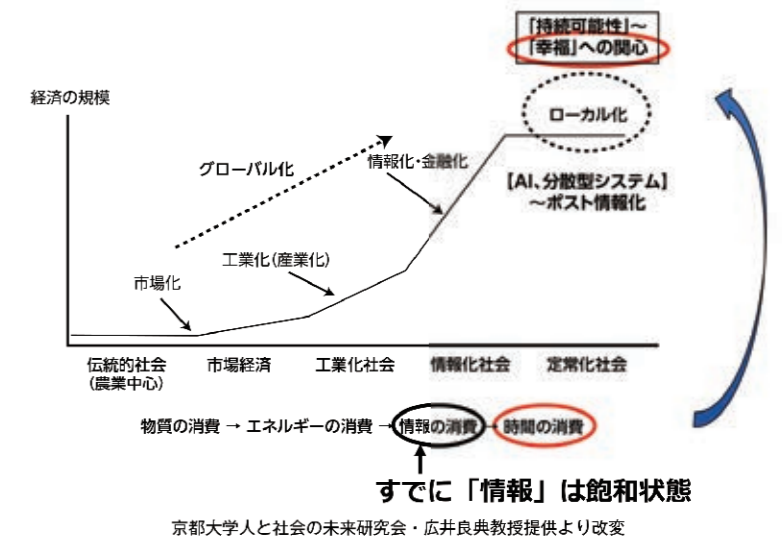 「持続可能性」～
「幸福」への関心
経済の規模
ローカル化
グローバル化
情報化・金融化
【AI、分散型システム】
～ポスト情報化
工業化（産業化）
市場化
伝統的社会
（農業中心）
市場経済
工業化社会
情報化社会
定常化社会
物質の消費 → エネルギーの消費 → 情報の消費 → 時間の消費
すでに「情報」は飽和状態
京都大学人と社会の未来研究会・広井良典教授提供より改変